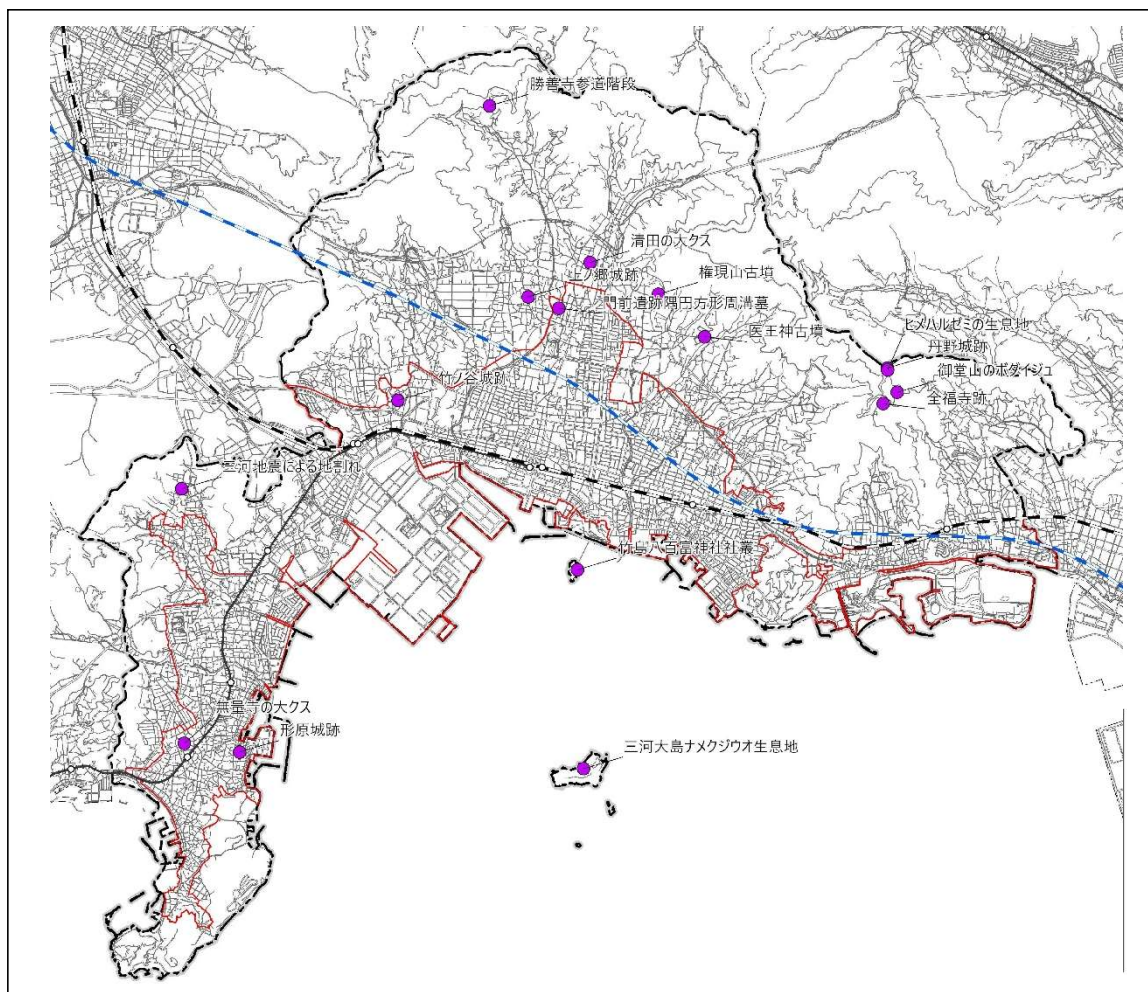 勝善寺参道階段
清田の大クス
上ノ郷城跡
権現山古墳
門前遺跡隅田方形周溝墓
医王神古墳
ヒメハルゼミの生息地
丹野城跡
御堂山のボダイジュ
全福寺跡
竹ノ谷城跡
三河地震による地割れ
竹島八百富神社社叢
無量寺の大クス
形原城跡
三河大島ナメクジウオ生息地